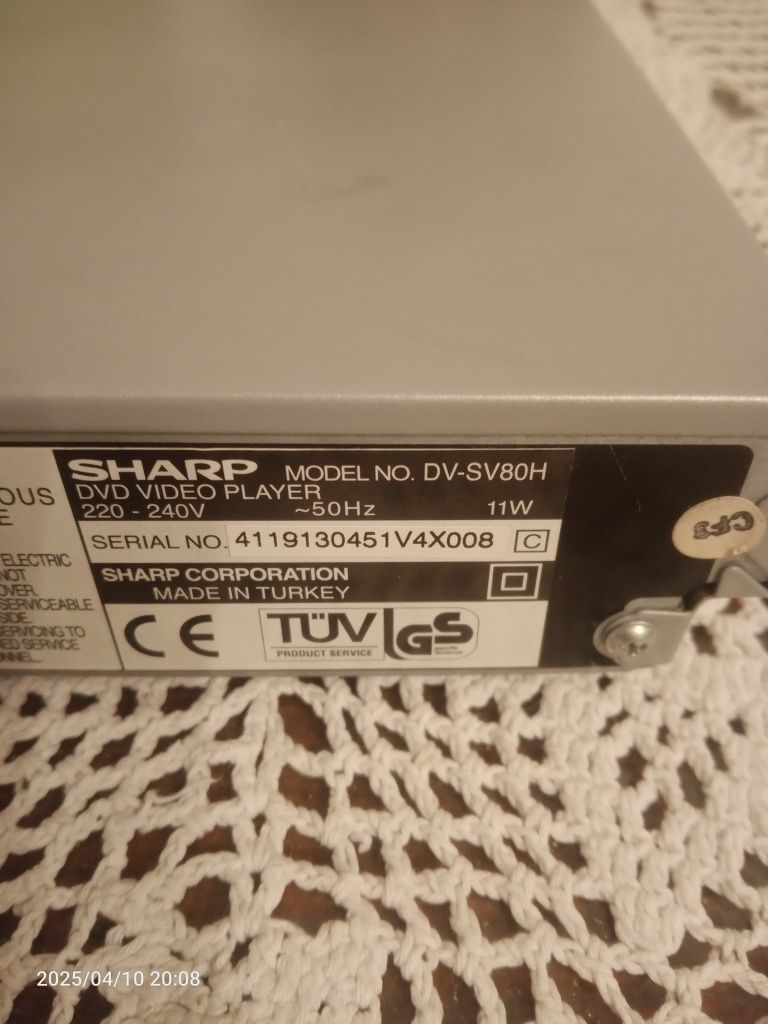 SHARP MODEL NO. DV-SV80H
DVD VIDEO PLAYER
220 - 240V ~50Hz 11W
SERIAL NO. 4119130451V4X008 C
SHARP CORPORATION
MADE IN TURKEY
CE TÜV GS
PRODUCT SERVICE
OUS
E
ELECTRIC
NOT
OVER.
SERVICEABLE
SIDE.
SERVICING TO
ED SERVICE
NNEL.
2025/04/10 20:08